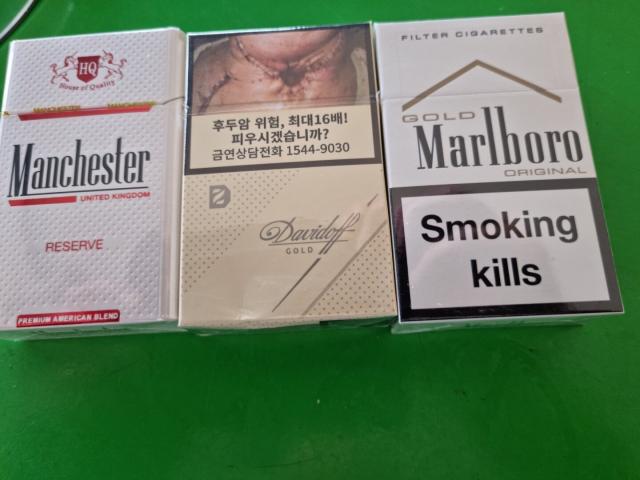 HQ
House of Quality
MANCHESTER MANCHESTER
Manchester
UNITED KINGDOM
RESERVE
PREMIUM AMERICAN BLEND
후두암 위험, 최대16배!
피우시겠습니까?
금연상담전화 1544-9030
Davidoff
GOLD
FILTER CIGARETTES
GOLD
Marlboro
ORIGINAL
Smoking
kills